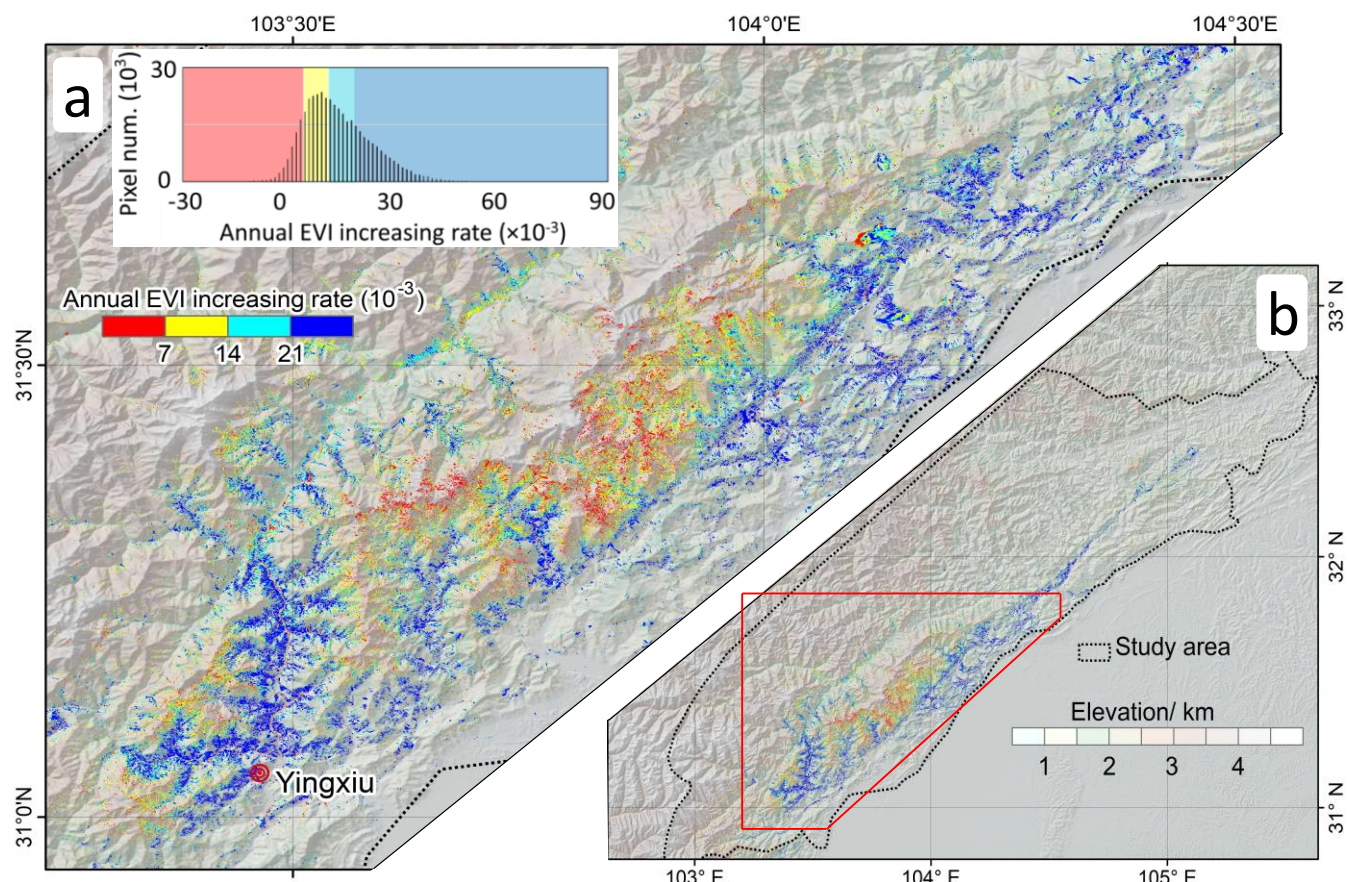 103°30'E
104°0'E
104°30'E
a
30
0
Pixel num. (10³)
-30
0
30
60
90
Annual EVI increasing rate (×10⁻³)
Annual EVI increasing rate (10⁻³)
7
14
21
31°30'N
31°0'N
Yingxiu
b
33° N
32° N
31° N
Study area
Elevation/ km
1
2
3
4
103° E
104° E
105° E